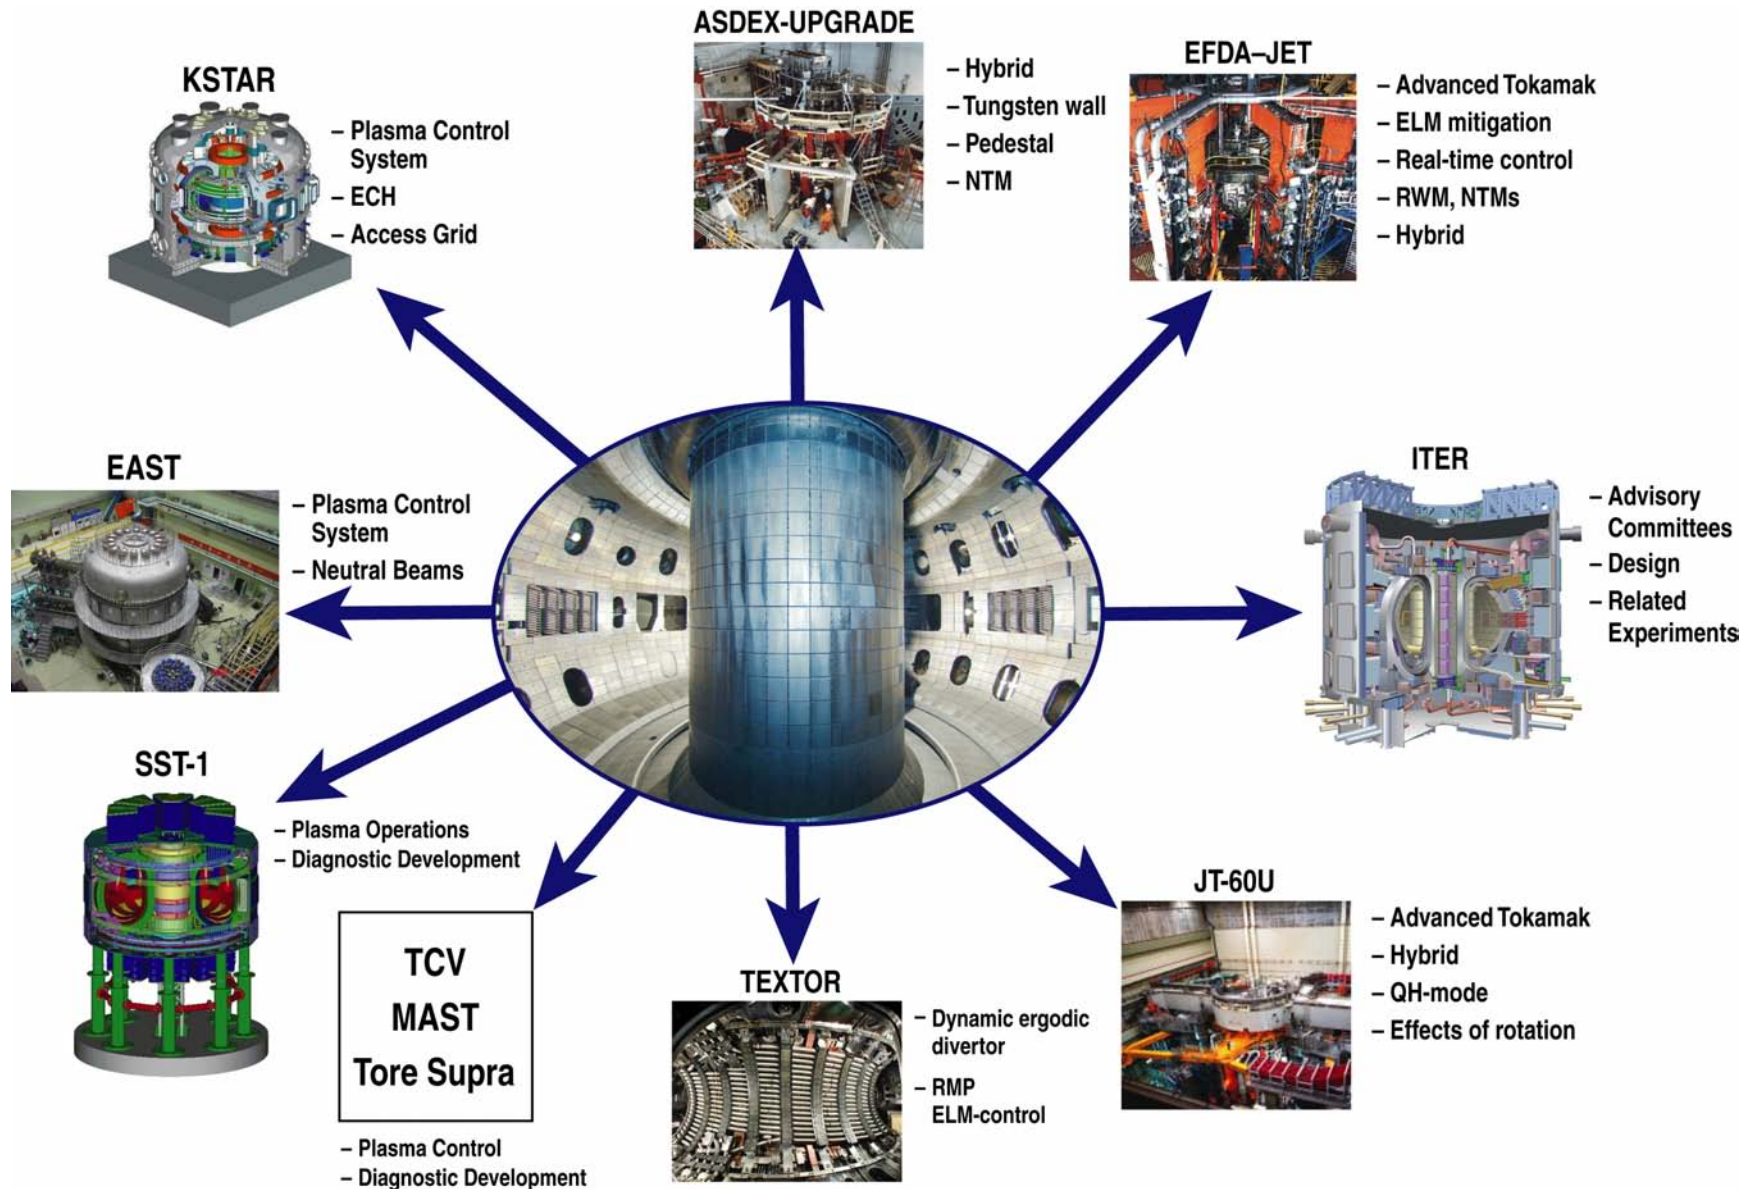 ASDEX-UPGRADE
– Hybrid
– Tungsten wall
– Pedestal
– NTM
EFDA–JET
– Advanced Tokamak
– ELM mitigation
– Real-time control
– RWM, NTMs
– Hybrid
KSTAR
– Plasma Control
System
– ECH
– Access Grid
EAST
– Plasma Control
System
– Neutral Beams
ITER
– Advisory
Committees
– Design
– Related
Experiments
SST-1
– Plasma Operations
– Diagnostic Development
TCV
MAST
Tore Supra
– Plasma Control
– Diagnostic Development
TEXTOR
– Dynamic ergodic
divertor
– RMP
ELM-control
JT-60U
– Advanced Tokamak
– Hybrid
– QH-mode
– Effects of rotation